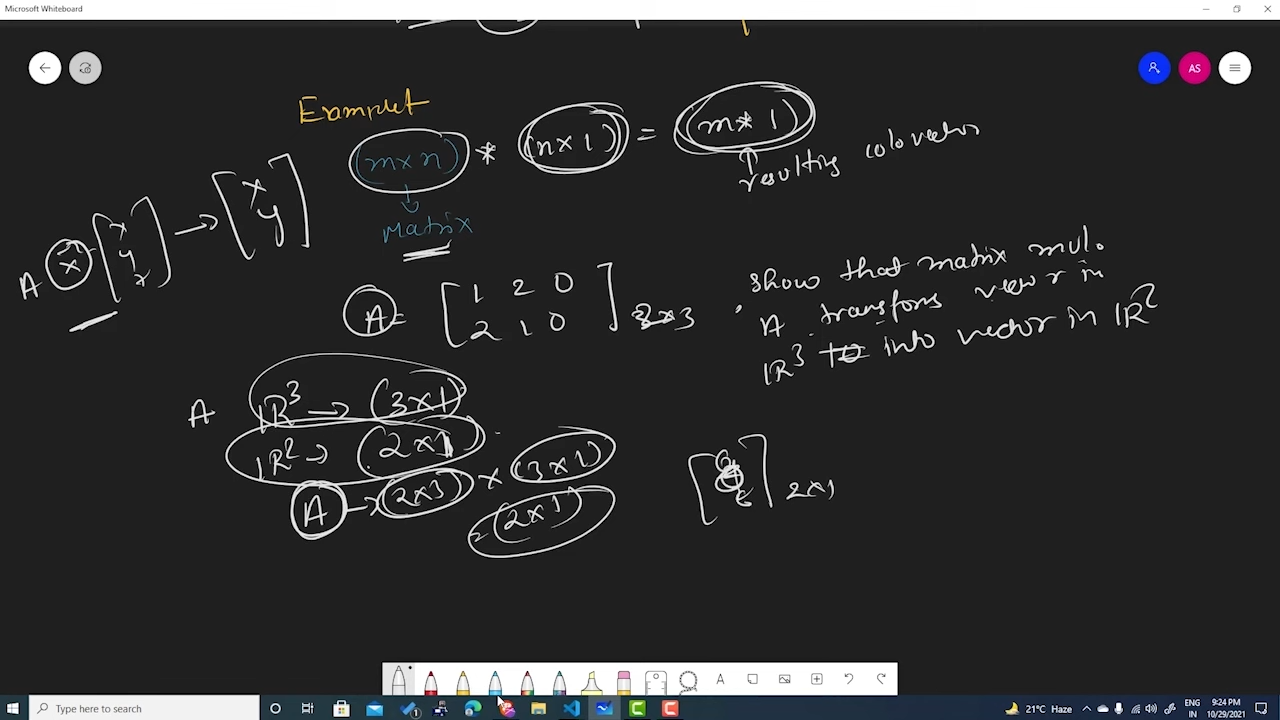 Microsoft Whiteboard
AS
Example
(m×n) * (n×1) = (m*1)
resulting
Matrix
A x̂ [x y z] → [x y]
A = [1 2 0
2 1 0] 2×3
. show that matrix mul.
A transforms vector in
IR³ to into vector in IR²
A IR³ → (3×1)
IR² → (2×1)
A → (2×3) × (3×1)
= (2×1)
2×1
A
Type here to search
21°C Haze
ENG
IN
9:24 PM
10/29/2021